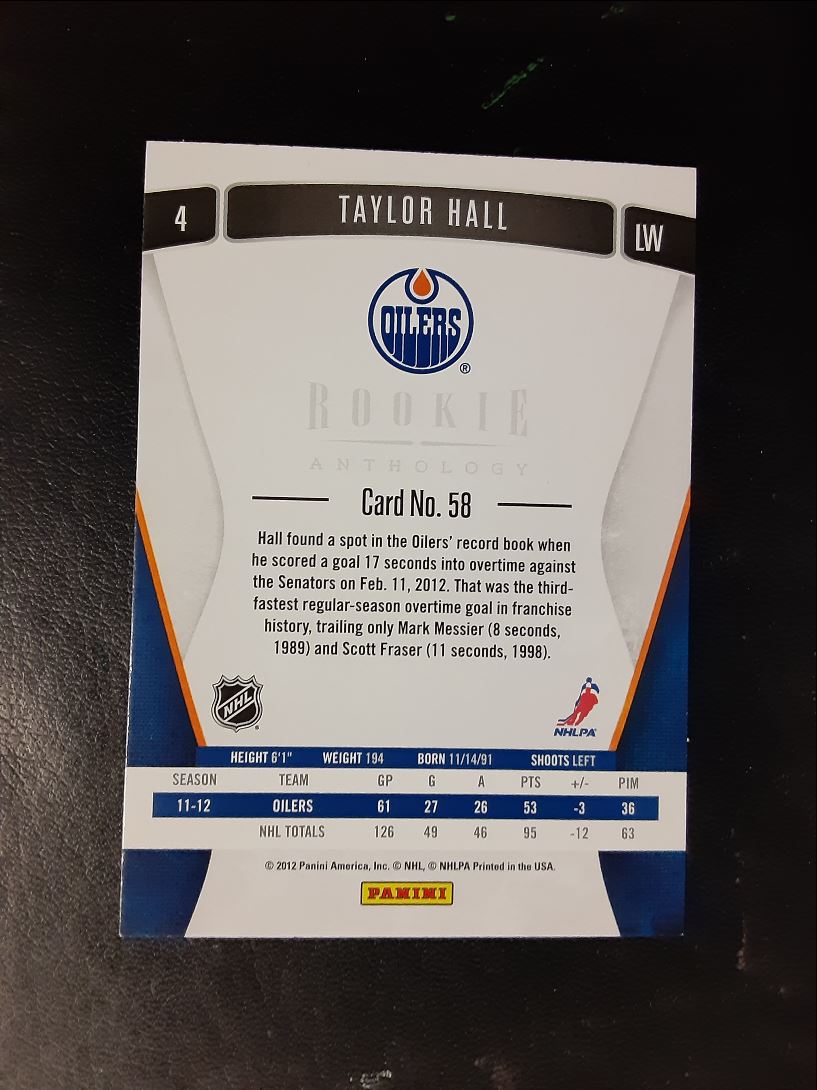 4
TAYLOR HALL
LW
OILERS
®
ROOKIE
ANTHOLOGY
Card No. 58
Hall found a spot in the Oilers' record book when
he scored a goal 17 seconds into overtime against
the Senators on Feb. 11, 2012. That was the third-
fastest regular-season overtime goal in franchise
history, trailing only Mark Messier (8 seconds,
1989) and Scott Fraser (11 seconds, 1998).
NHL
NHLPA
HEIGHT 6'1" WEIGHT 194 BORN 11/14/91 SHOOTS LEFT
SEASON TEAM GP G A PTS +/- PIM
11-12 OILERS 61 27 26 53 -3 36
NHL TOTALS 126 49 46 95 -12 63
© 2012 Panini America, Inc. © NHL, © NHLPA Printed in the USA.
PANINI